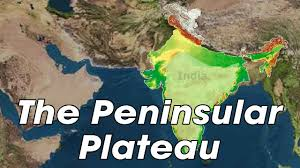 India
The Peninsular
Plateau